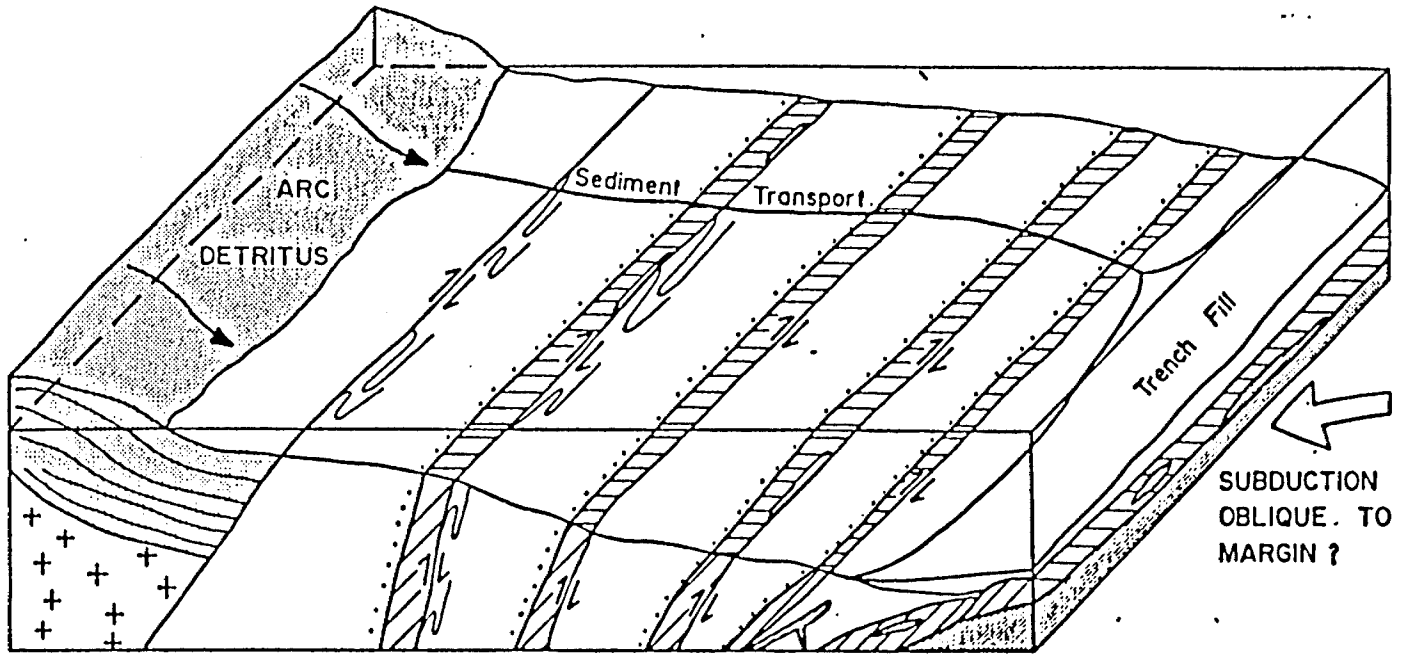 ARC
DETRITUS
Sediment Transport.
Trench Fill
SUBDUCTION
OBLIQUE. TO
MARGIN ?